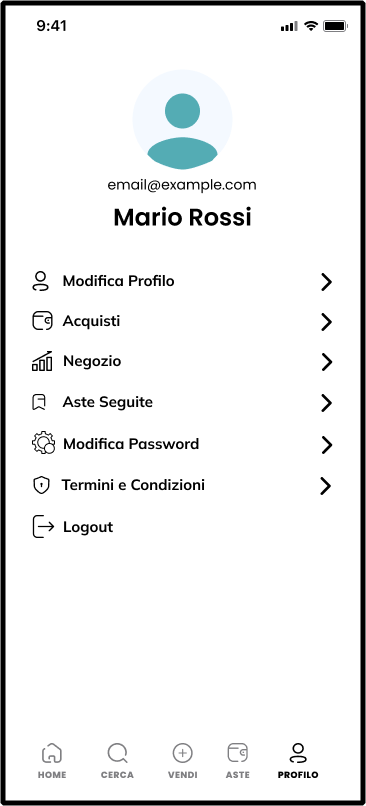 9:41
email@example.com
Mario Rossi
Modifica Profilo
Acquisti
Negozio
Aste Seguite
Modifica Password
Termini e Condizioni
Logout
HOME CERCA VENDI ASTE PROFILO